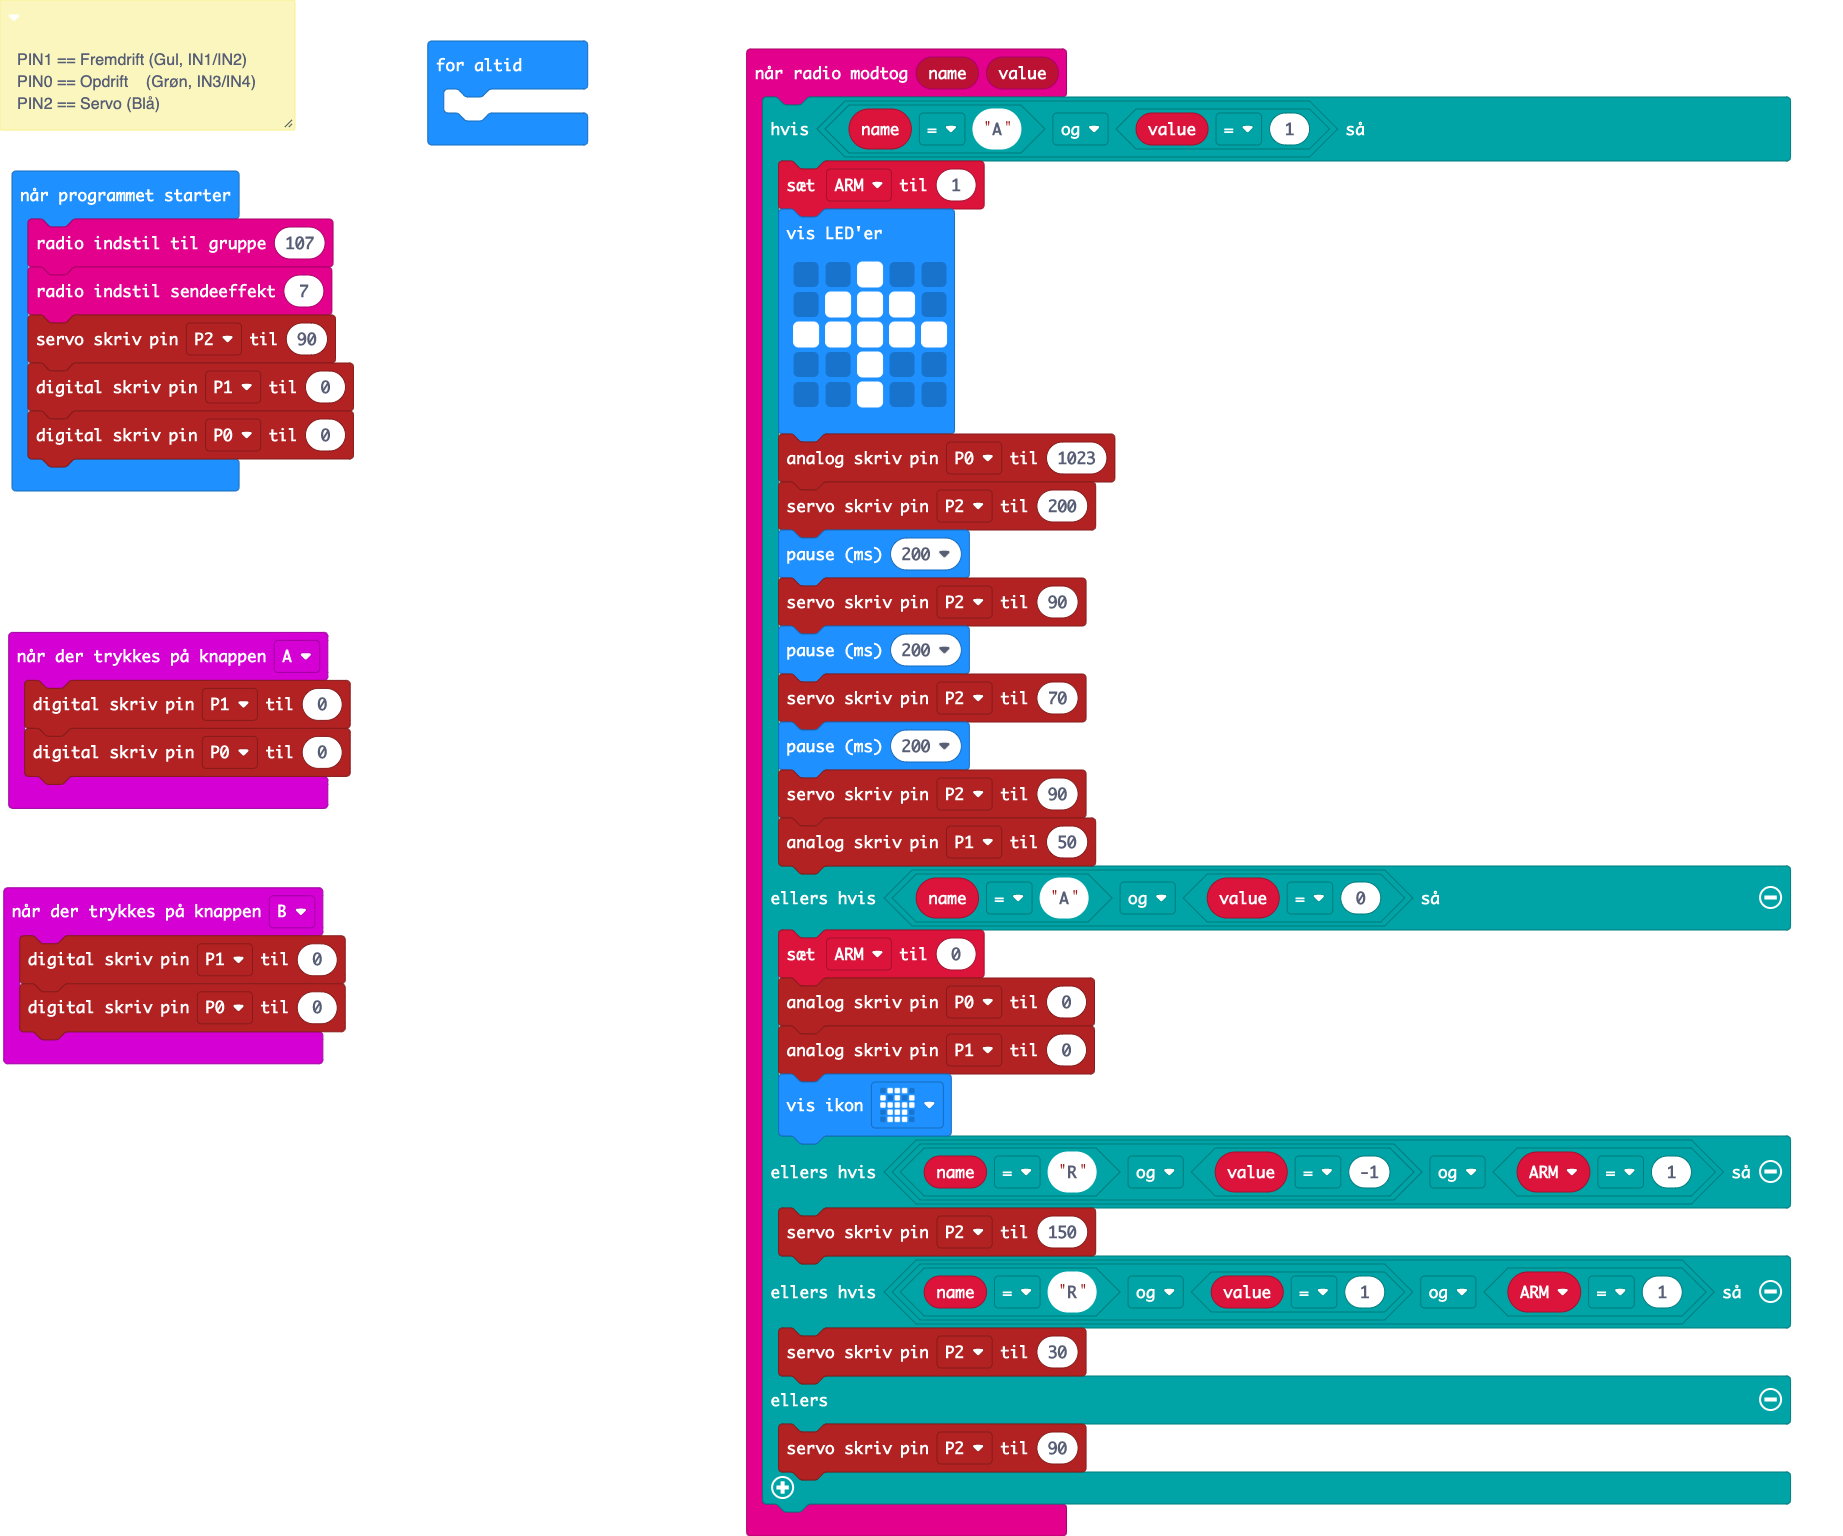 PIN1 == Fremdrift (Gul, IN1/IN2)
PIN0 == Opdrift (Grøn, IN3/IN4)
PIN2 == Servo (Blå)
når programmet starter
radio indstil til gruppe 107
radio indstil sendeeffekt 7
servo skriv pin P2 til 90
digital skriv pin P1 til 0
digital skriv pin P0 til 0
når der trykkes på knappen A
digital skriv pin P1 til 0
digital skriv pin P0 til 0
når der trykkes på knappen B
digital skriv pin P1 til 0
digital skriv pin P0 til 0
for altid
når radio modtog name value
hvis name = "A" og value = 1 så
sæt ARM til 1
vis LED'er
analog skriv pin P0 til 1023
servo skriv pin P2 til 200
pause (ms) 200
servo skriv pin P2 til 90
pause (ms) 200
servo skriv pin P2 til 70
pause (ms) 200
servo skriv pin P2 til 90
analog skriv pin P1 til 50
ellers hvis name = "A" og value = 0 så
sæt ARM til 0
analog skriv pin P0 til 0
analog skriv pin P1 til 0
vis ikon
ellers hvis name = "R" og value = -1 og ARM = 1 så
servo skriv pin P2 til 150
ellers hvis name = "R" og value = 1 og ARM = 1 så
servo skriv pin P2 til 30
ellers
servo skriv pin P2 til 90